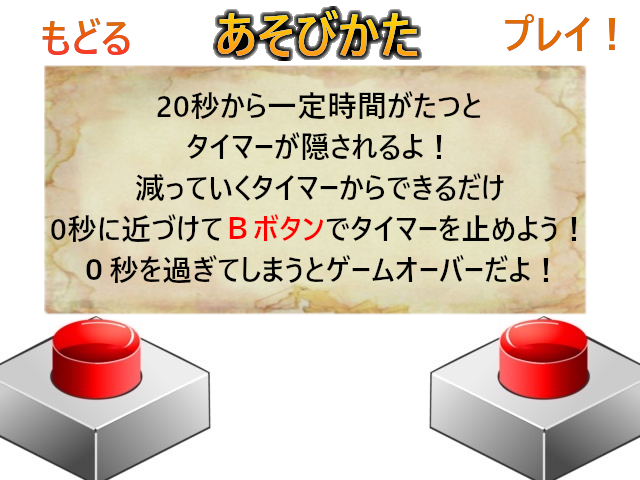 もどる
あそびかた
プレイ！
20秒から一定時間がたつと
タイマーが隠されるよ！
減っていくタイマーからできるだけ
0秒に近づけてＢボタンでタイマーを止めよう！
０秒を過ぎてしまうとゲームオーバーだよ！